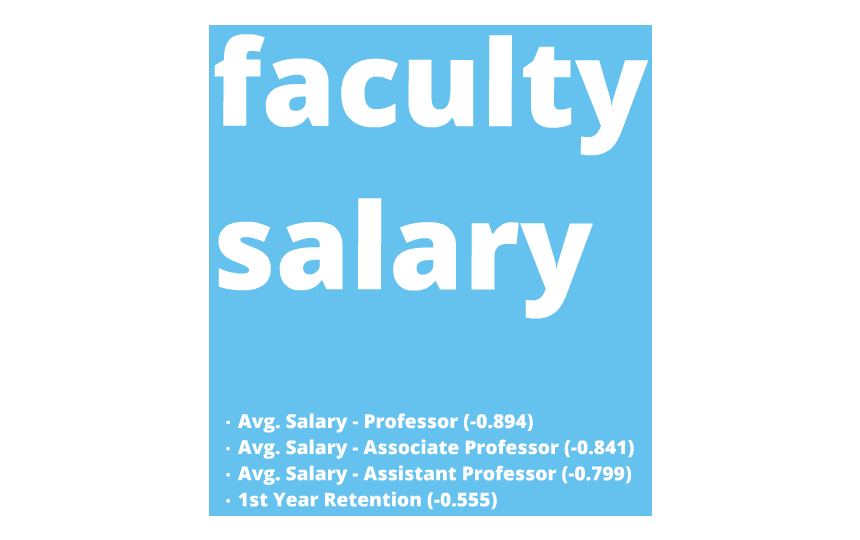 faculty
salary
· Avg. Salary - Professor (-0.894)
· Avg. Salary - Associate Professor (-0.841)
· Avg. Salary - Assistant Professor (-0.799)
· 1st Year Retention (-0.555)